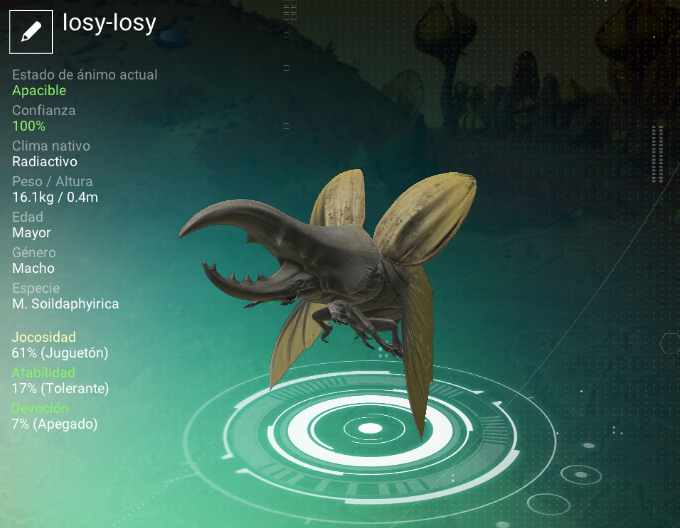 losy-losy
Estado de ánimo actual
Apacible
Confianza
100%
Clima nativo
Radiactivo
Peso / Altura
16.1kg / 0.4m
Edad
Mayor
Género
Macho
Especie
M. Soildaphyirica
Jocosidad
61% (Juguetón)
Afabilidad
17% (Tolerante)
Devoción
7% (Apegado)